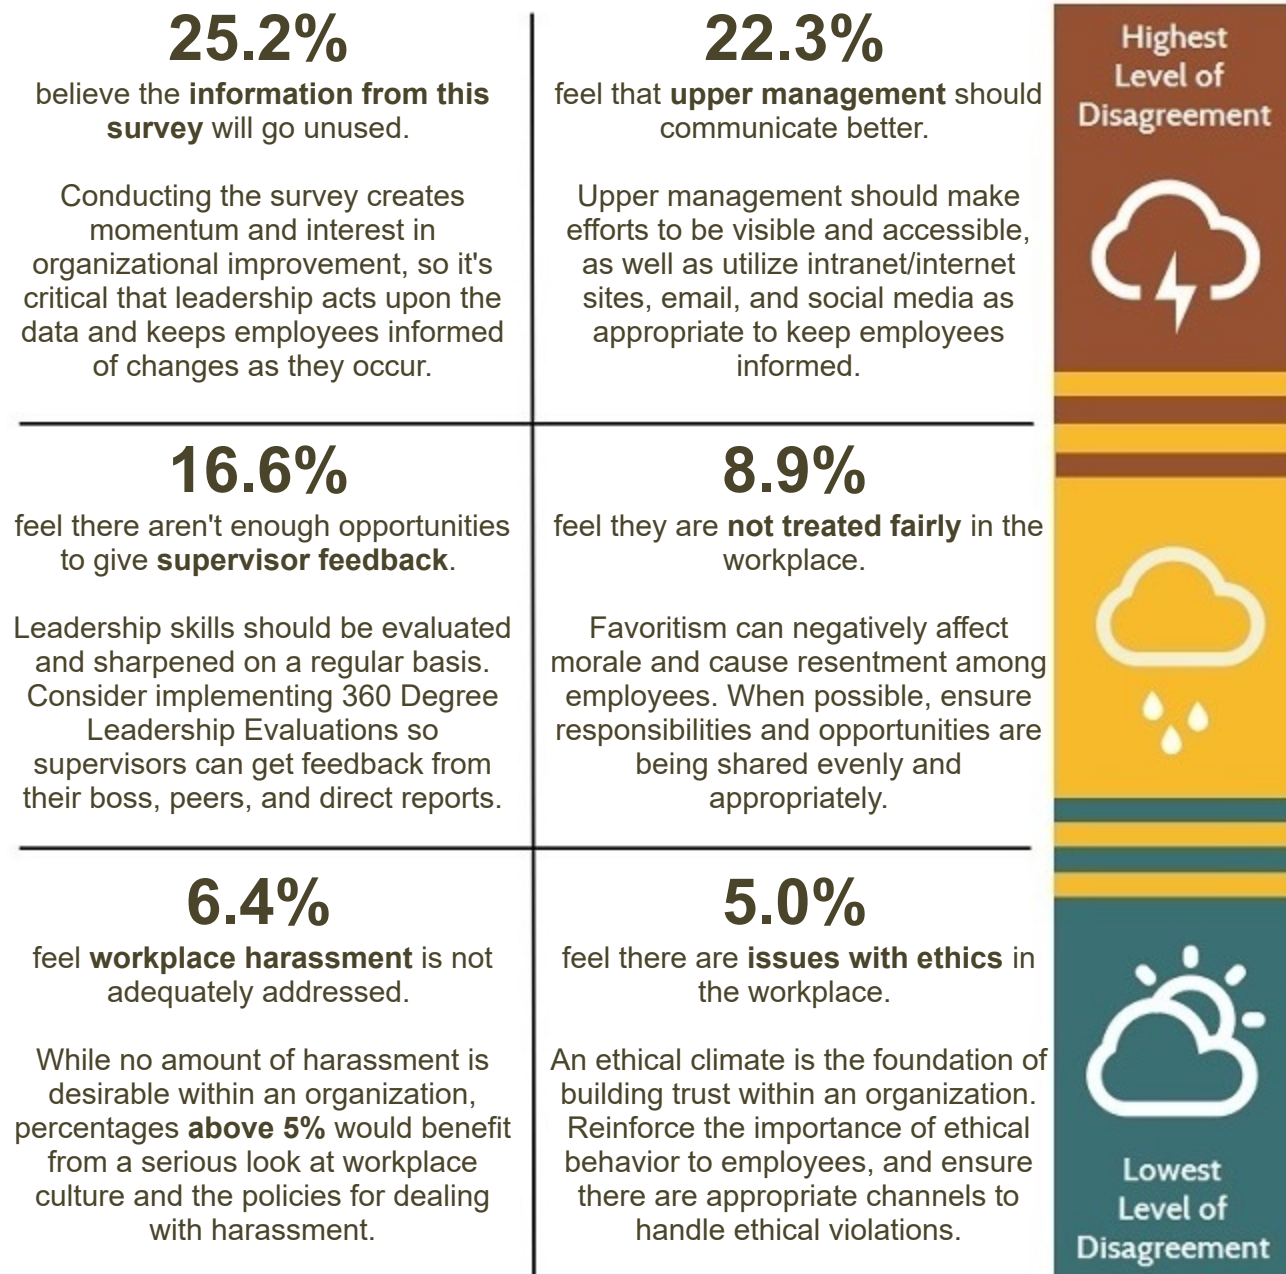 25.2%
believe the information from this
survey will go unused.
Conducting the survey creates
momentum and interest in
organizational improvement, so it's
critical that leadership acts upon the
data and keeps employees informed
of changes as they occur.
22.3%
feel that upper management should
communicate better.
Upper management should make
efforts to be visible and accessible,
as well as utilize intranet/internet
sites, email, and social media as
appropriate to keep employees
informed.
Highest
Level of
Disagreement
16.6%
feel there aren't enough opportunities
to give supervisor feedback.
Leadership skills should be evaluated
and sharpened on a regular basis.
Consider implementing 360 Degree
Leadership Evaluations so
supervisors can get feedback from
their boss, peers, and direct reports.
8.9%
feel they are not treated fairly in the
workplace.
Favoritism can negatively affect
morale and cause resentment among
employees. When possible, ensure
responsibilities and opportunities are
being shared evenly and
appropriately.
6.4%
feel workplace harassment is not
adequately addressed.
While no amount of harassment is
desirable within an organization,
percentages above 5% would benefit
from a serious look at workplace
culture and the policies for dealing
with harassment.
5.0%
feel there are issues with ethics in
the workplace.
An ethical climate is the foundation of
building trust within an organization.
Reinforce the importance of ethical
behavior to employees, and ensure
there are appropriate channels to
handle ethical violations.
Lowest
Level of
Disagreement